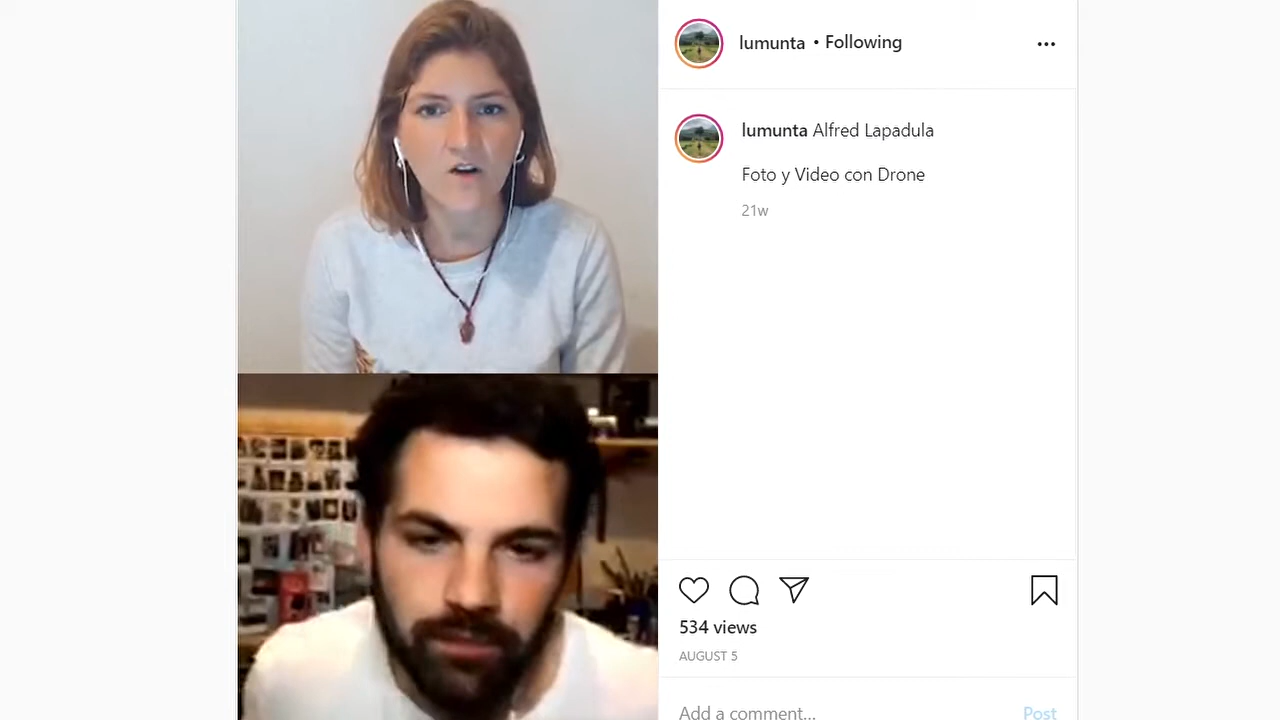 lumunta • Following
lumunta Alfred Lapadula
Foto y Video con Drone
21w
534 views
AUGUST 5
Add a comment...
Post